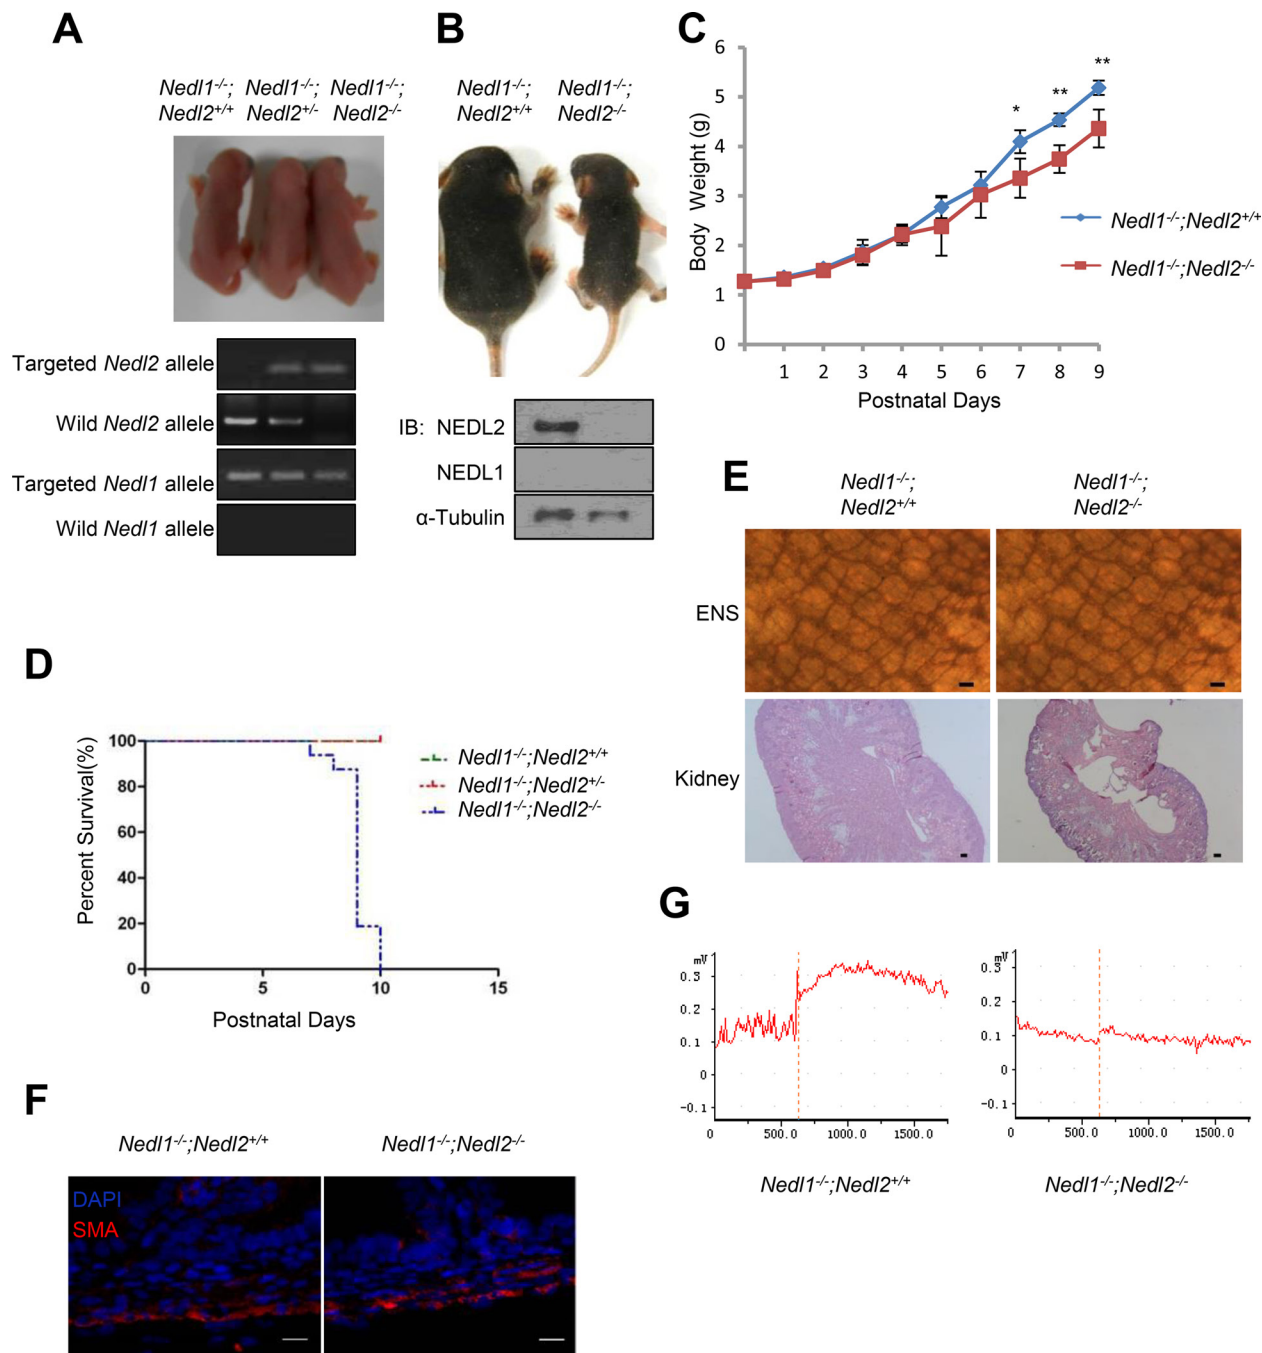 A
Nedl1-/-; Nedl1-/-; Nedl1-/-;
Nedl2+/+ Nedl2+/- Nedl2-/-
Targeted Nedl2 allele
Wild Nedl2 allele
Targeted Nedl1 allele
Wild Nedl1 allele
B
Nedl1-/-; Nedl1-/-;
Nedl2+/+ Nedl2-/-
IB: NEDL2
NEDL1
α-Tubulin
C
Body Weight (g)
6
5
4
3
2
1
0
* ** **
1 2 3 4 5 6 7 8 9
Postnatal Days
Nedl1-/-;Nedl2+/+
Nedl1-/-;Nedl2-/-
D
Percent Survival(%)
100
80
60
40
20
0
0 5 10 15
Postnatal Days
Nedl1-/-;Nedl2+/+
Nedl1-/-;Nedl2+/-
Nedl1-/-;Nedl2-/-
E
Nedl1-/-; Nedl1-/-;
Nedl2+/+ Nedl2-/-
ENS
Kidney
F
Nedl1-/-;Nedl2+/+ Nedl1-/-;Nedl2-/-
DAPI
SMA
G
mV
0.3
0.2
0.1
0
-0.1
0 500.0 1000.0 1500.0
Nedl1-/-;Nedl2+/+
mV
0.3
0.2
0.1
0
-0.1
0 500.0 1000.0 1500.0
Nedl1-/-;Nedl2-/-